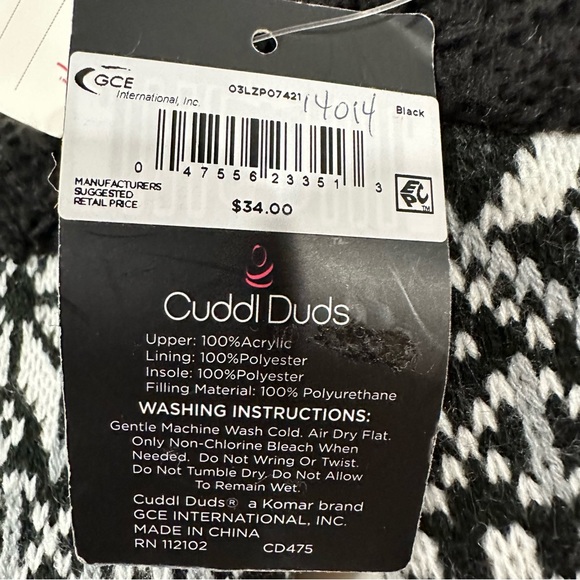 GCE
International, Inc.
03LZP07421
14014
Black
0 47556 23351 3
MANUFACTURERS
SUGGESTED
RETAIL PRICE
$34.00
EPC™
Cuddl Duds
Upper: 100%Acrylic
Lining: 100%Polyester
Insole: 100%Polyester
Filling Material: 100% Polyurethane
WASHING INSTRUCTIONS:
Gentle Machine Wash Cold. Air Dry Flat.
Only Non-Chlorine Bleach When
Needed. Do Not Wring Or Twist.
Do Not Tumble Dry. Do Not Allow
To Remain Wet.
Cuddl Duds® a Komar brand
GCE INTERNATIONAL, INC.
MADE IN CHINA
RN 112102 CD475